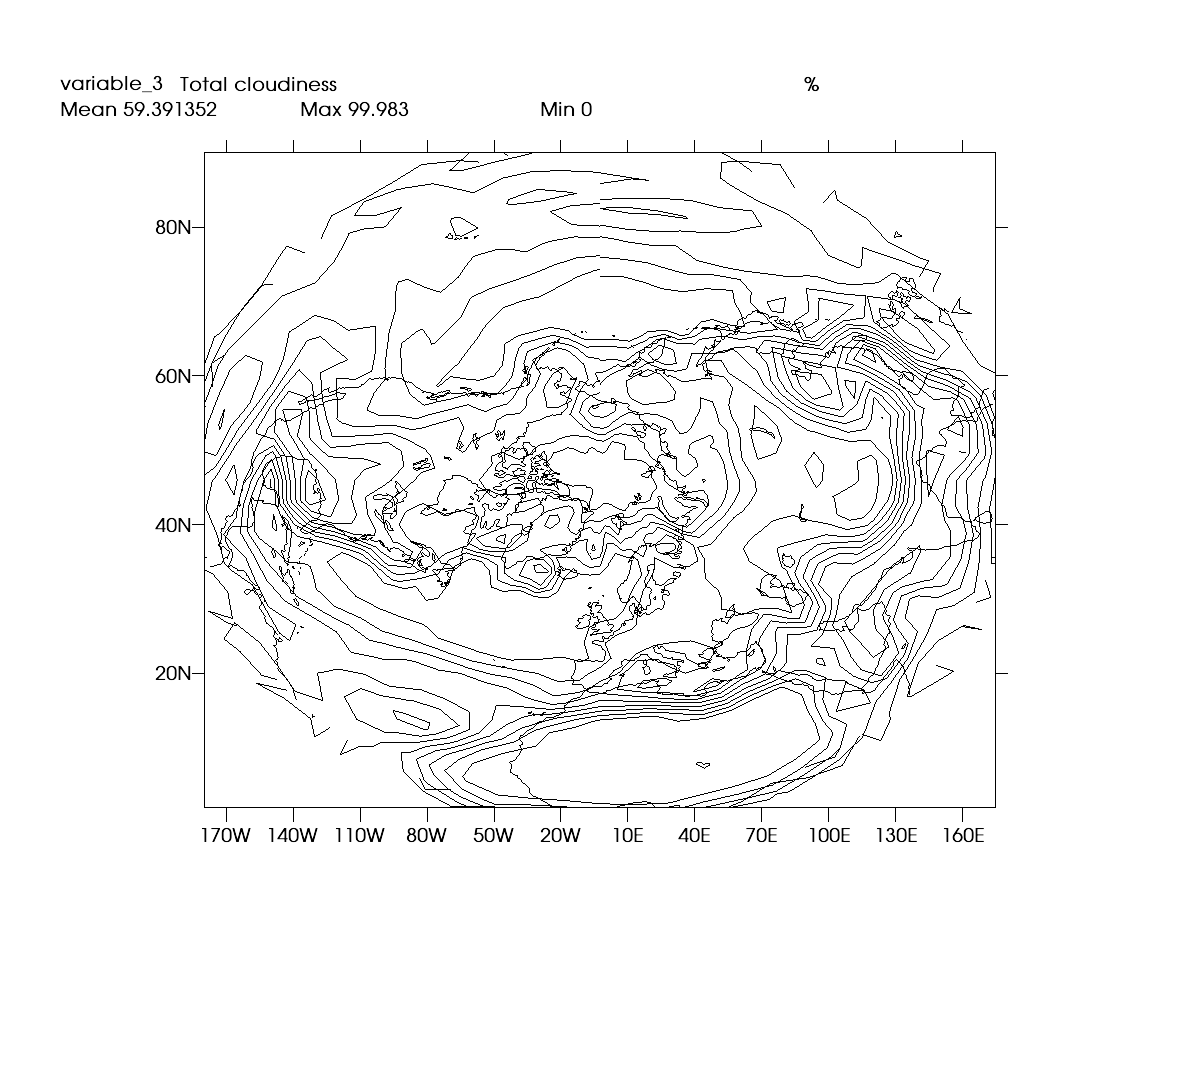 variable_3 Total cloudiness %
Mean 59.391352 Max 99.983 Min 0
80N
60N
40N
20N
170W 140W 110W 80W 50W 20W 10E 40E 70E 100E 130E 160E